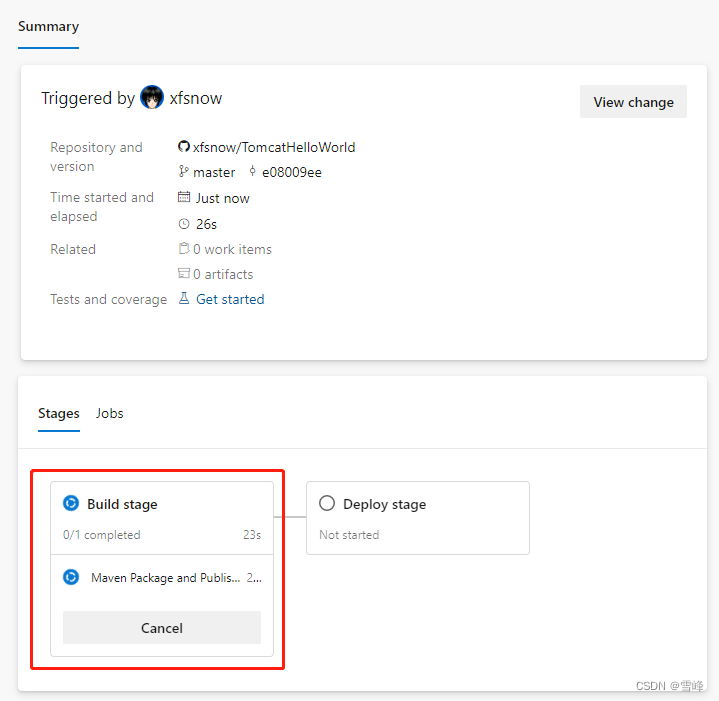 Summary
Triggered by xfsnow
View change
Repository and version
xfsnow/TomcatHelloWorld
master e08009ee
Time started and elapsed
Just now
26s
Related
0 work items
0 artifacts
Tests and coverage
Get started
Stages Jobs
Build stage
0/1 completed 23s
Maven Package and Publis... 2...
Cancel
Deploy stage
Not started
CSDN @雪峰